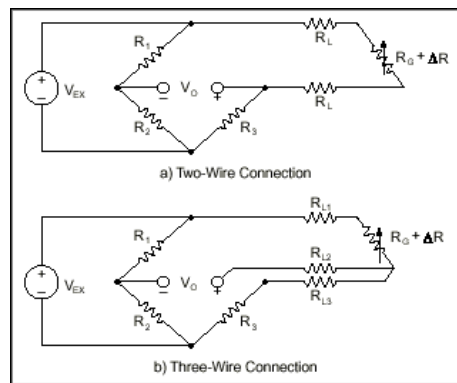 R1
RL
RG + ΔR
+
−
VEX
− VO +
R2
R3
RL
a) Two-Wire Connection
R1
RL1
RG + ΔR
RL2
+
−
VEX
− VO +
RL3
R2
R3
b) Three-Wire Connection